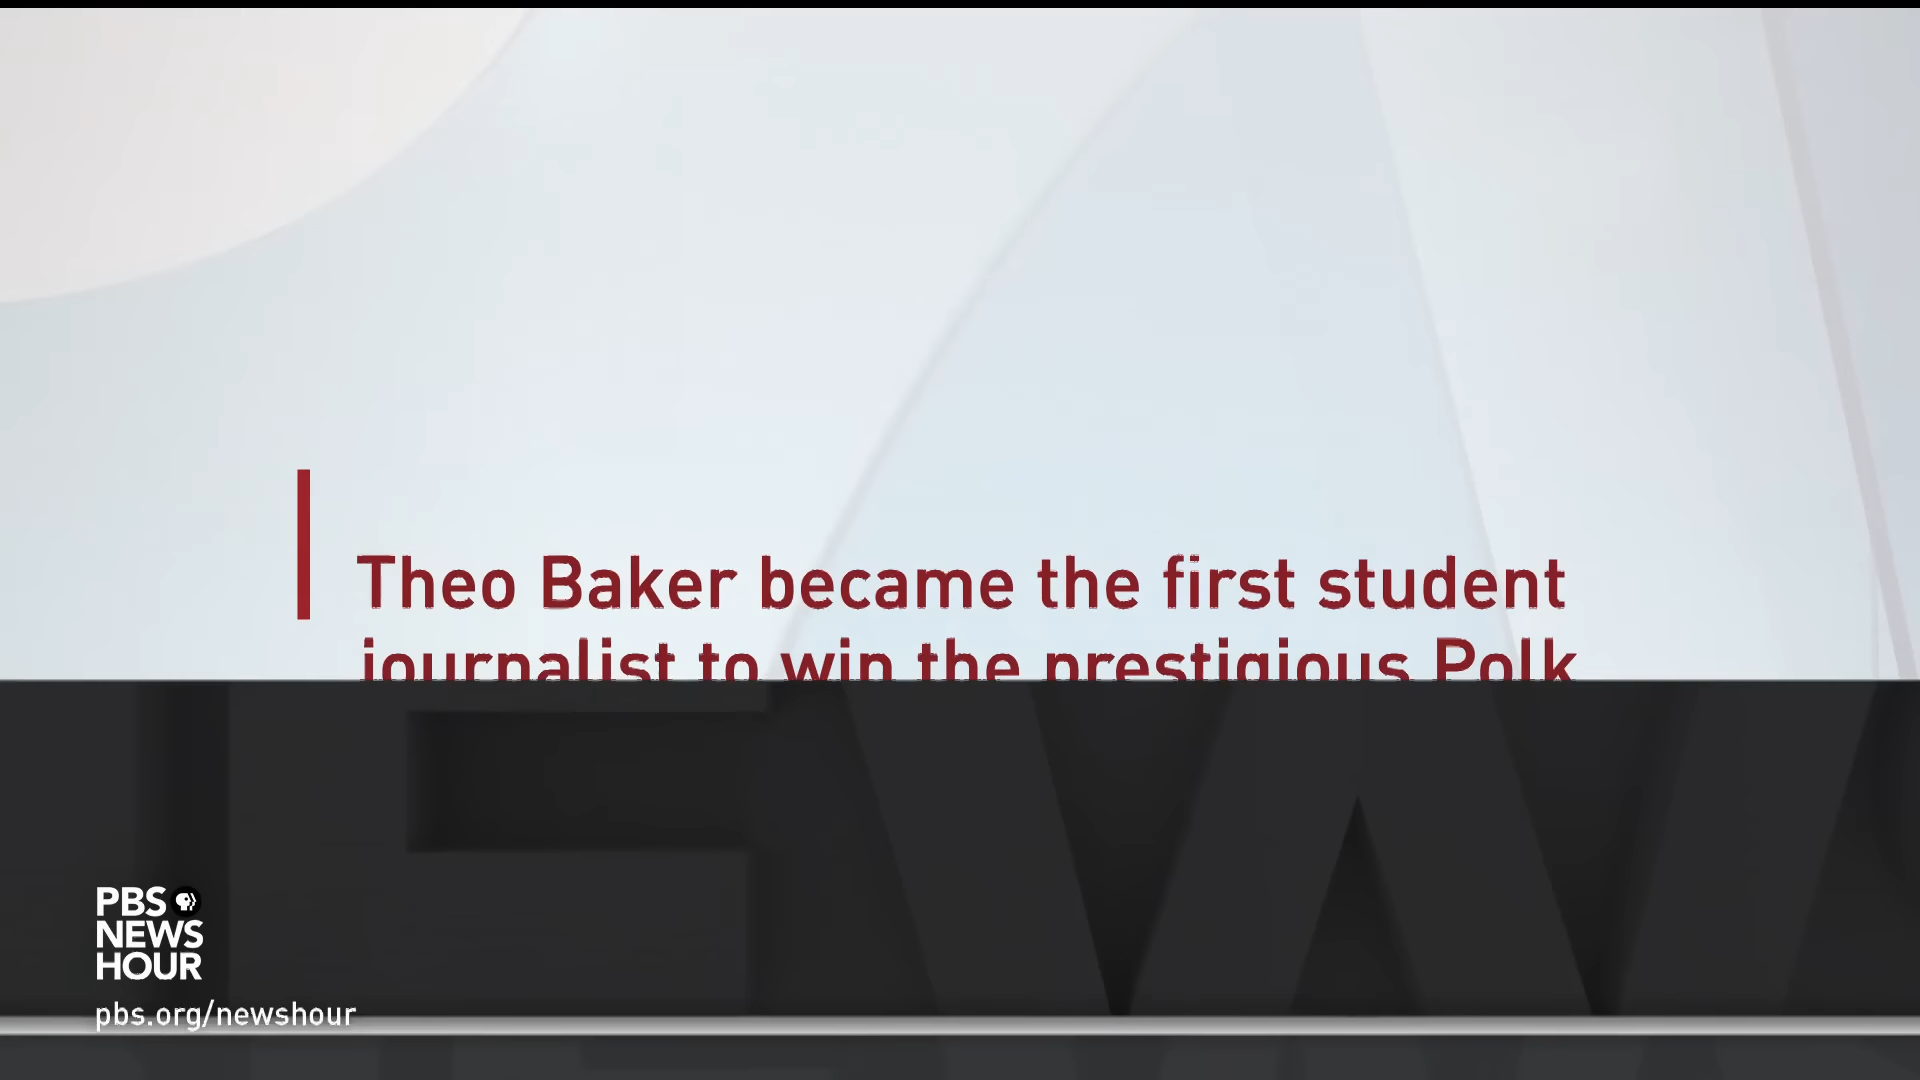 Theo Baker became the first student
journalist to win the prestigious Polk
PBS
NEWS
HOUR
pbs.org/newshour